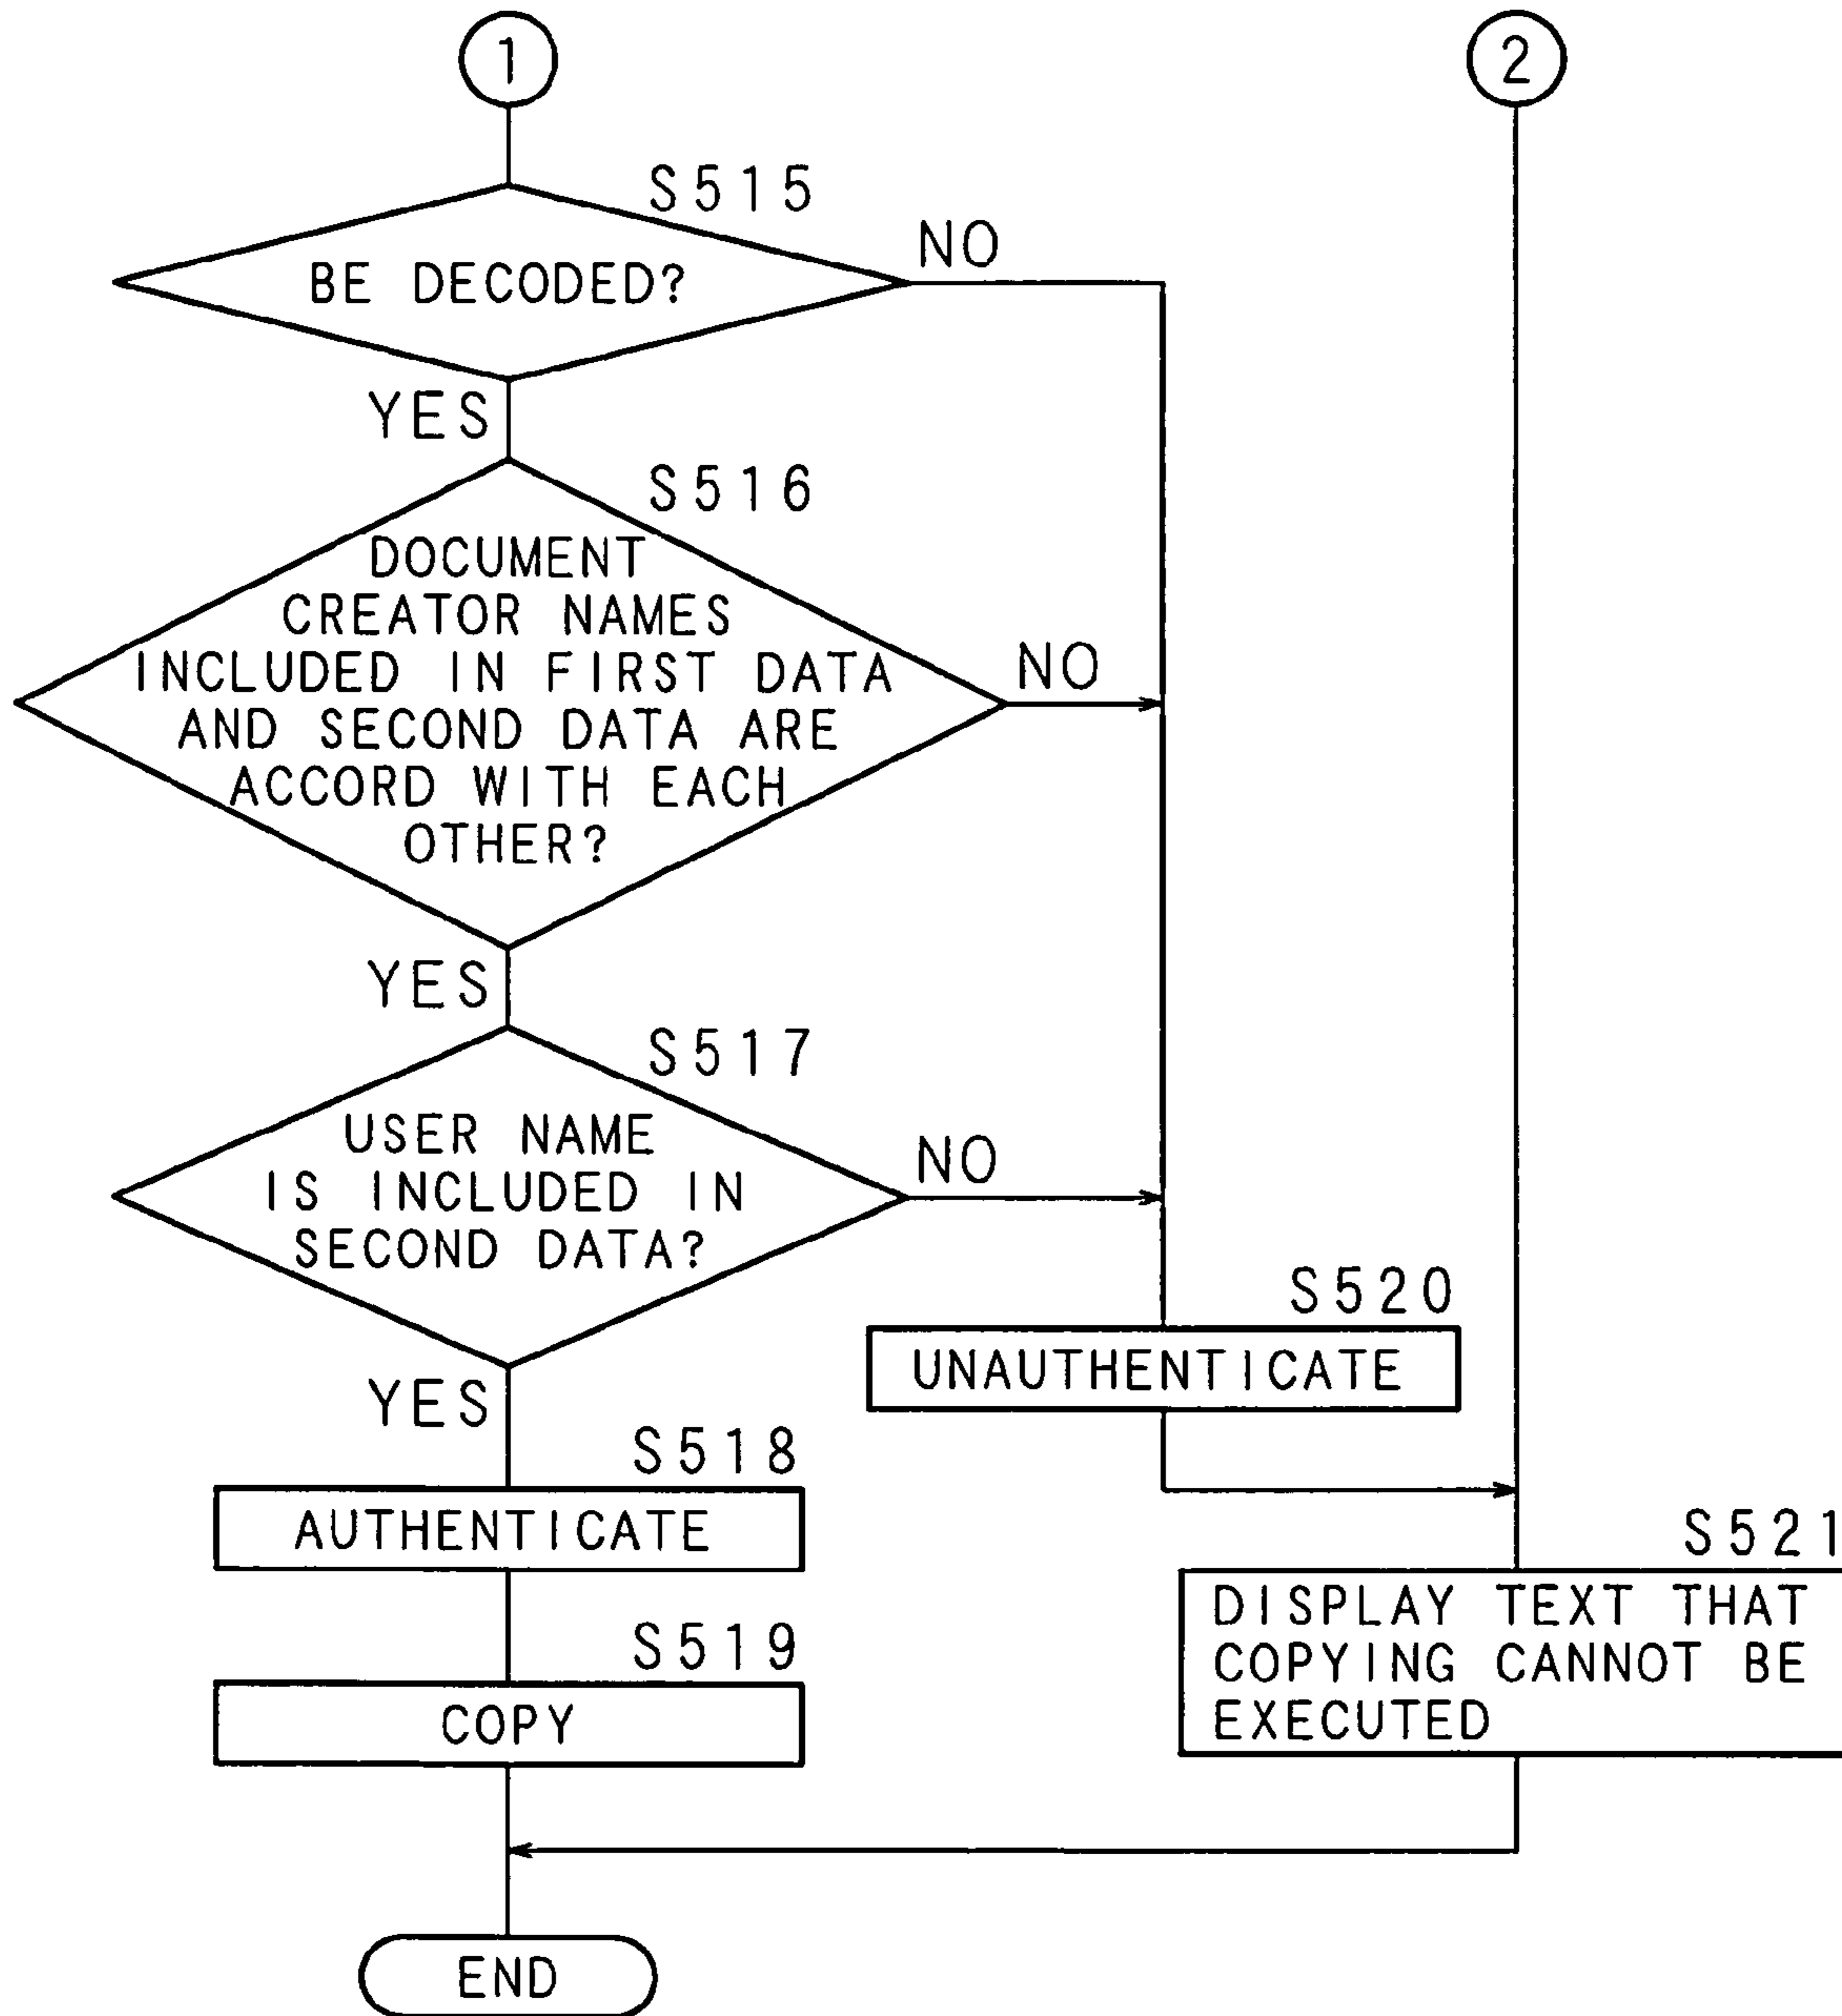 1
2
S515
BE DECODED?
NO
YES
S516
DOCUMENT
CREATOR NAMES
INCLUDED IN FIRST DATA
AND SECOND DATA ARE
ACCORD WITH EACH
OTHER?
NO
YES
S517
USER NAME
IS INCLUDED IN
SECOND DATA?
NO
YES
S520
UNAUTHENTICATE
S518
AUTHENTICATE
S521
DISPLAY TEXT THAT
COPYING CANNOT BE
EXECUTED
S519
COPY
END